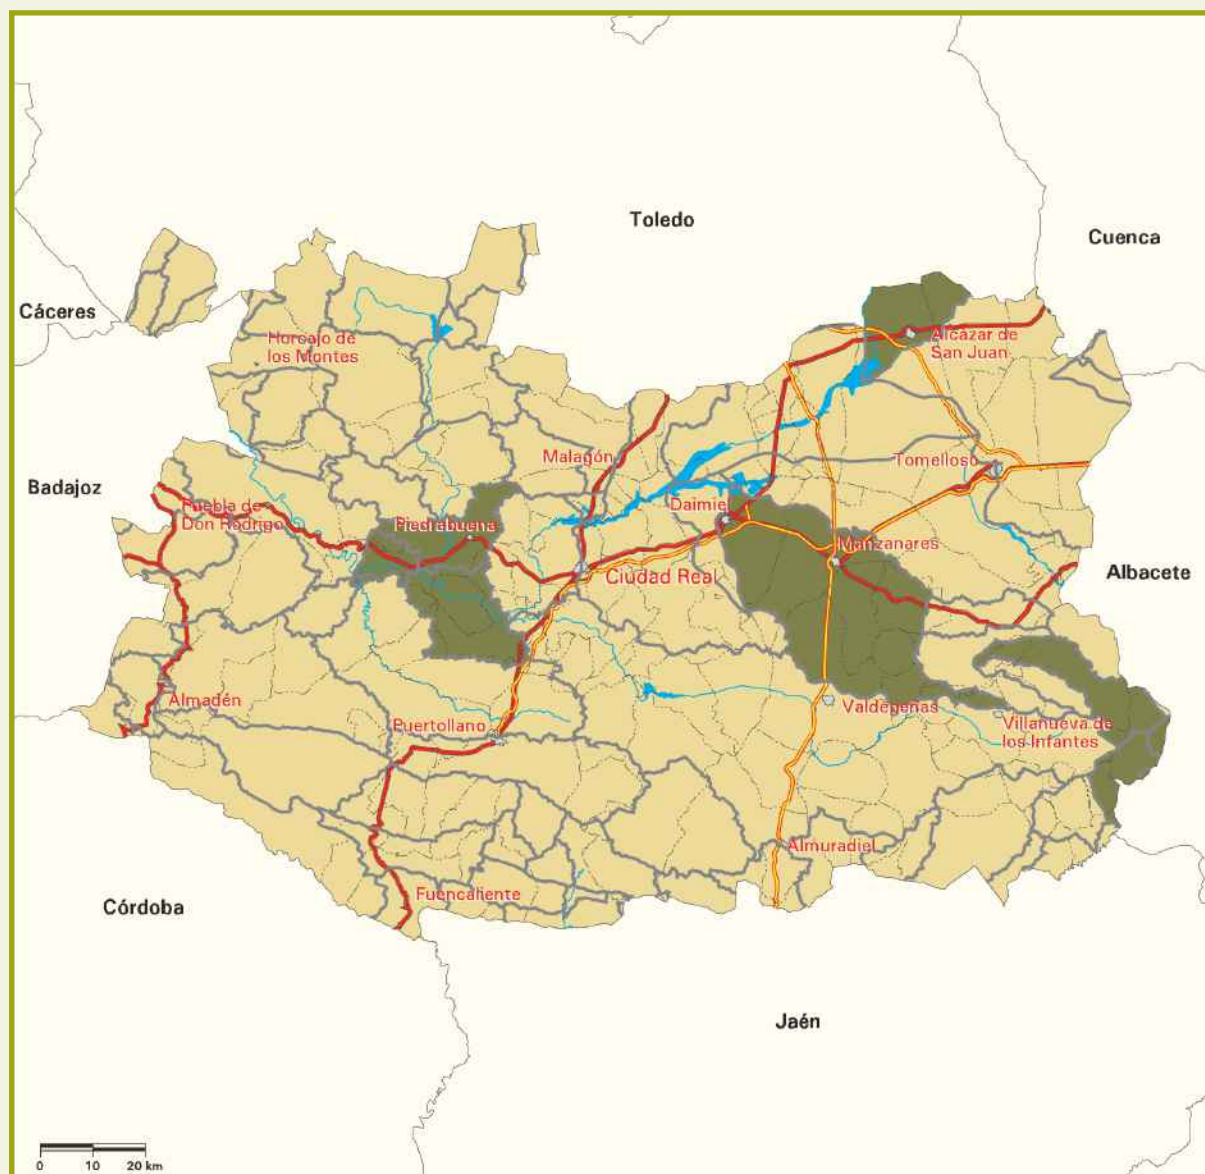 Toledo
Cuenca
Cáceres
Horcajo de
los Montes
Alcázar de
San Juan
Malagón
Tomelloso
Badajoz
Puebla de
Don Rodrigo
Piedrabuena
Daimiel
Manzanares
Ciudad Real
Albacete
Almadén
Puertollano
Valdepeñas
Villanueva de
los Infantes
Almuradiel
Fuencaliente
Córdoba
Jaén
0 10 20 km